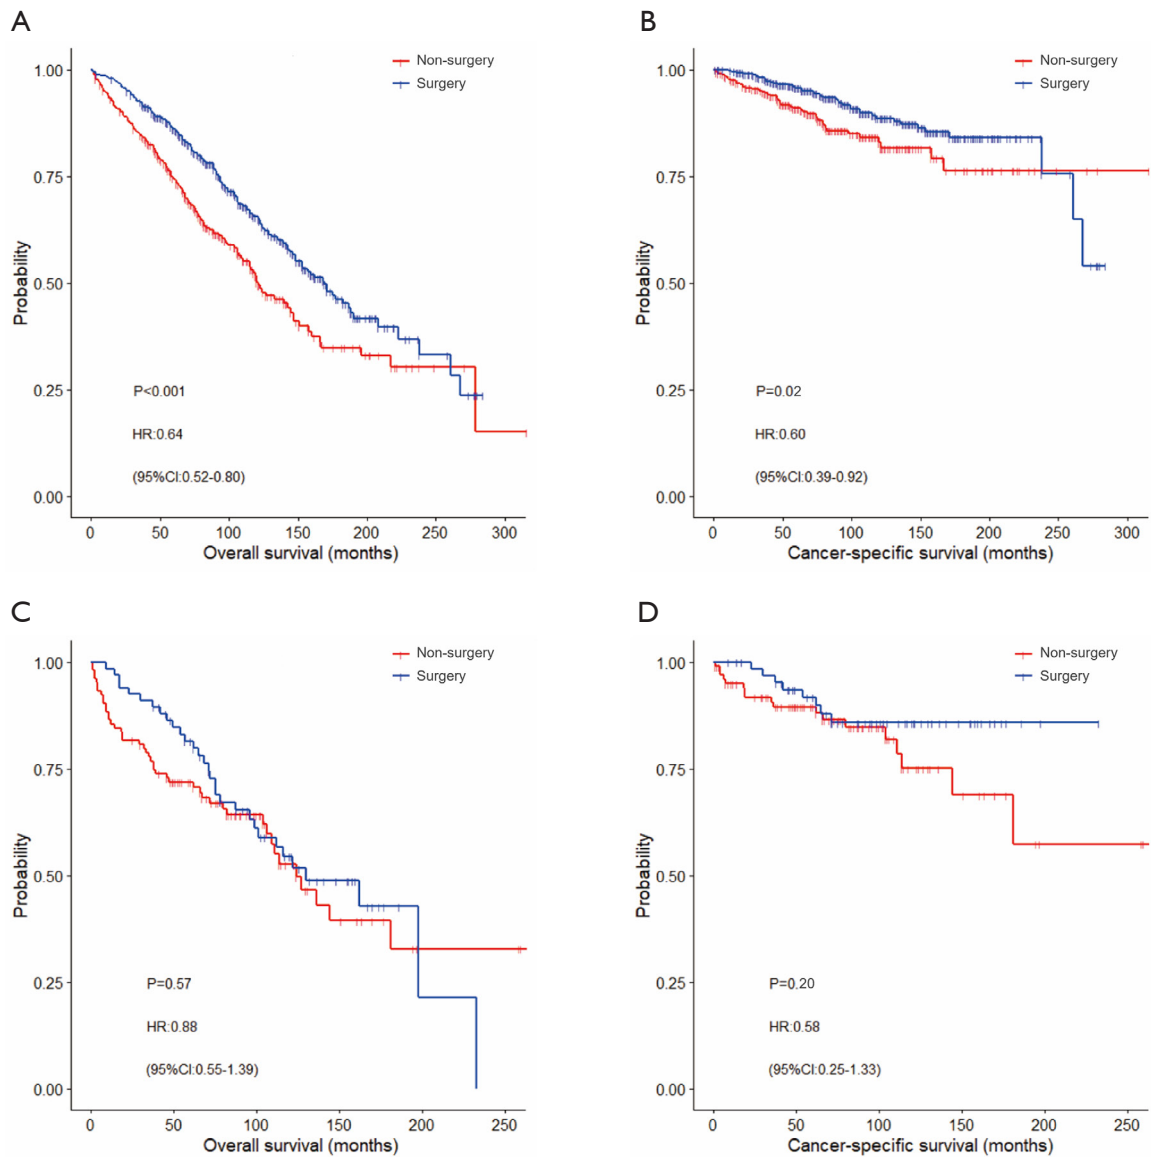 A
Non-surgery
Surgery
1.00
0.75
0.50
0.25
0.00
Probability
P<0.001
HR:0.64
(95%CI:0.52-0.80)
0 50 100 150 200 250 300
Overall survival (months)
B
Non-surgery
Surgery
1.00
0.75
0.50
0.25
0.00
Probability
P=0.02
HR:0.60
(95%CI:0.39-0.92)
0 50 100 150 200 250 300
Cancer-specific survival (months)
C
Non-surgery
Surgery
1.00
0.75
0.50
0.25
0.00
Probability
P=0.57
HR:0.88
(95%CI:0.55-1.39)
0 50 100 150 200 250
Overall survival (months)
D
Non-surgery
Surgery
1.00
0.75
0.50
0.25
0.00
Probability
P=0.20
HR:0.58
(95%CI:0.25-1.33)
0 50 100 150 200 250
Cancer-specific survival (months)